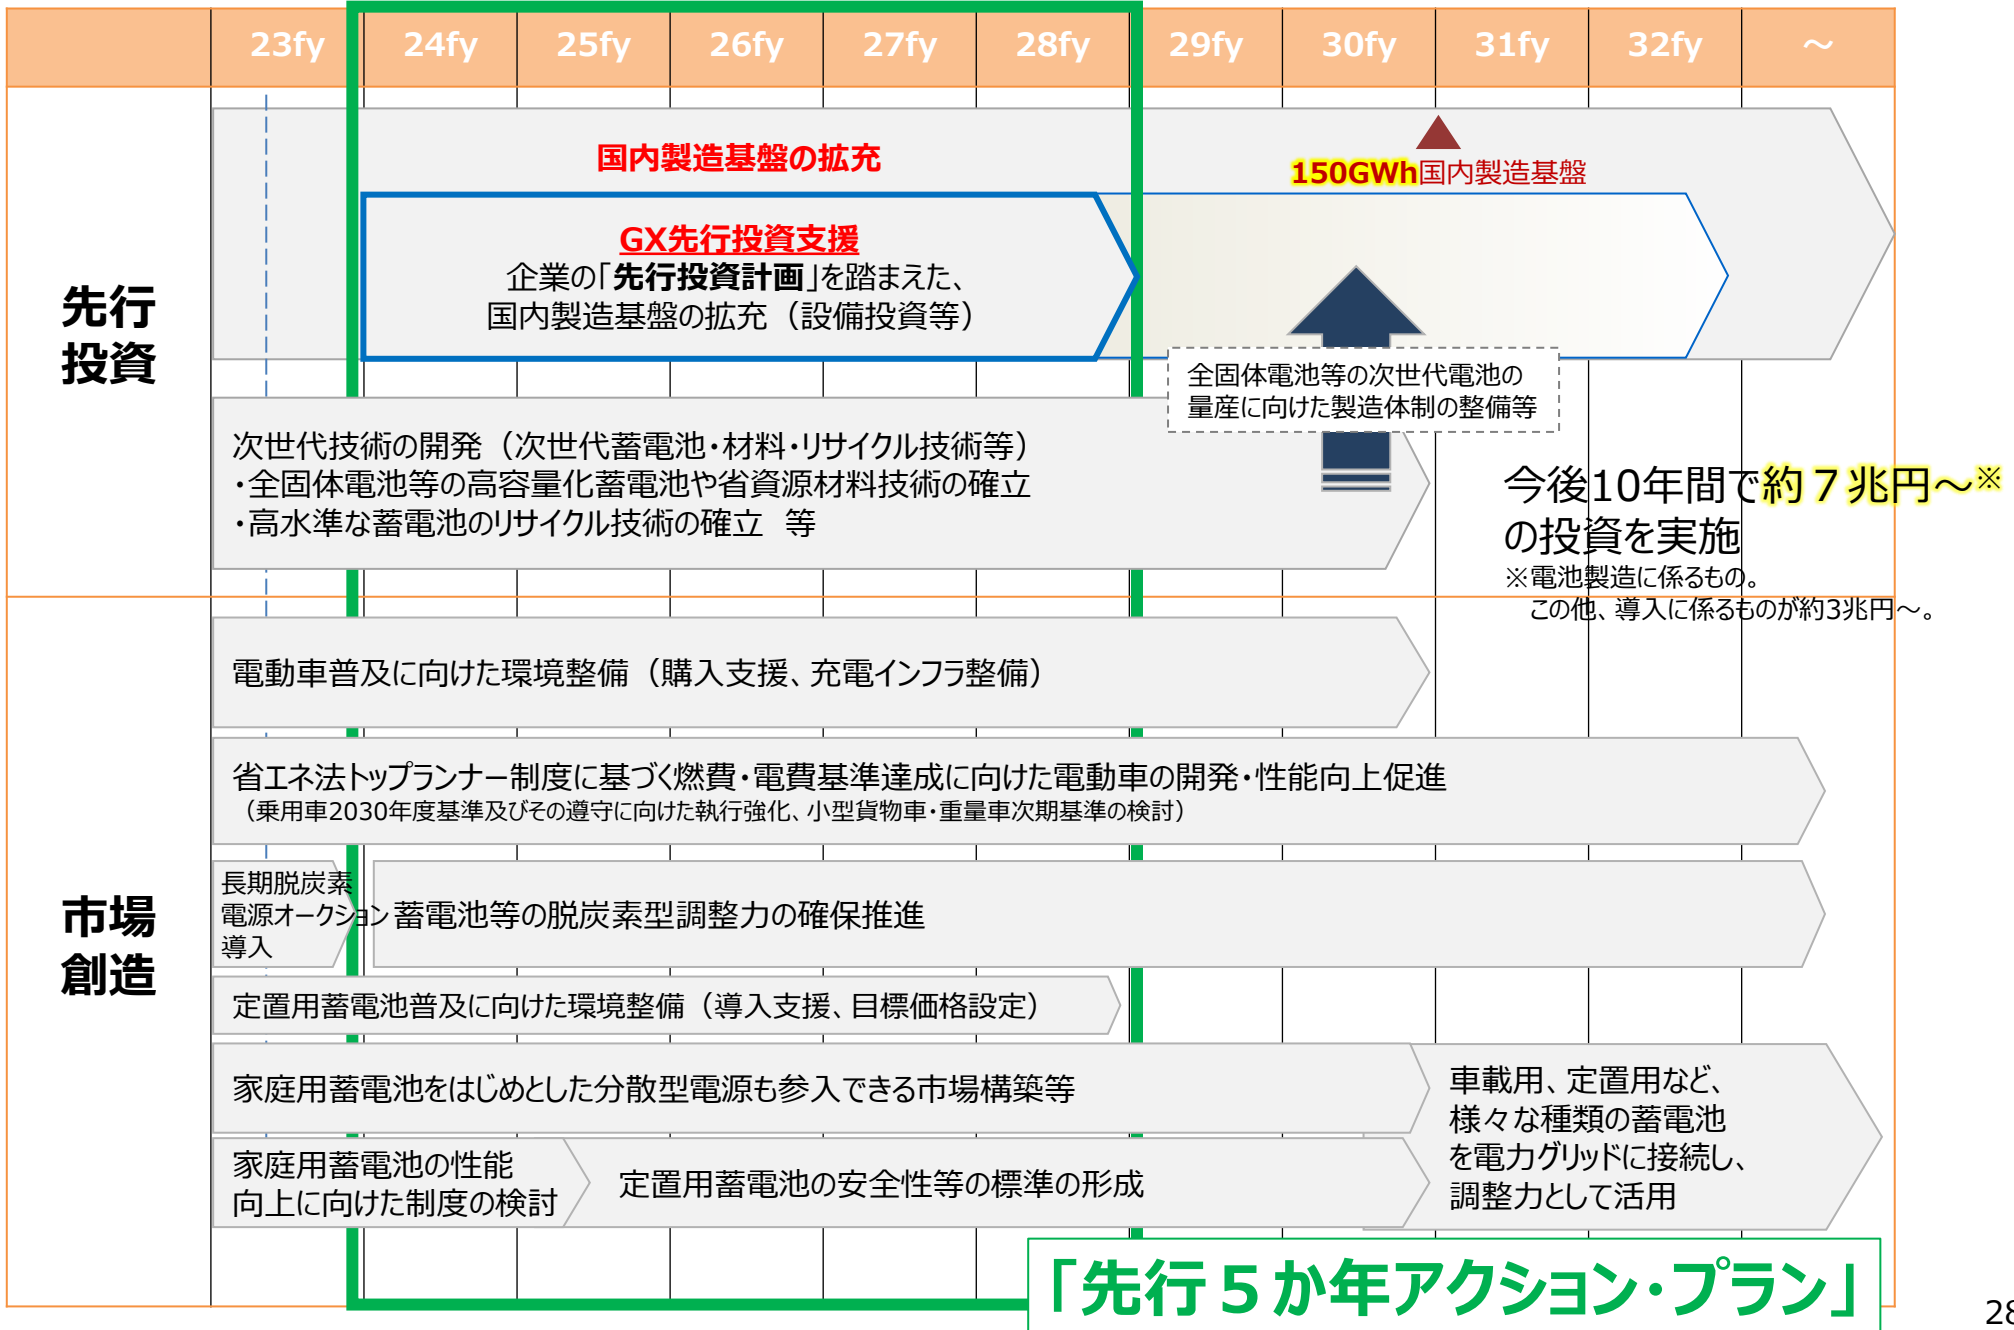 23fy 24fy 25fy 26fy 27fy 28fy 29fy 30fy 31fy 32fy ～
先行
投資
国内製造基盤の拡充
150GWh国内製造基盤
GX先行投資支援
企業の「先行投資計画」を踏まえた、
国内製造基盤の拡充（設備投資等）
全固体電池等の次世代電池の
量産に向けた製造体制の整備等
次世代技術の開発（次世代蓄電池・材料・リサイクル技術等）
・全固体電池等の高容量化蓄電池や省資源材料技術の確立
・高水準な蓄電池のリサイクル技術の確立　等
今後10年間で約７兆円～※
の投資を実施
※電池製造に係るもの。
この他、導入に係るものが約3兆円～。
市場
創造
電動車普及に向けた環境整備（購入支援、充電インフラ整備）
省エネ法トップランナー制度に基づく燃費・電費基準達成に向けた電動車の開発・性能向上促進
（乗用車2030年度基準及びその遵守に向けた執行強化、小型貨物車・重量車次期基準の検討）
長期脱炭素
電源オークション
導入
蓄電池等の脱炭素型調整力の確保推進
定置用蓄電池普及に向けた環境整備（導入支援、目標価格設定）
家庭用蓄電池をはじめとした分散型電源も参入できる市場構築等
家庭用蓄電池の性能
向上に向けた制度の検討
定置用蓄電池の安全性等の標準の形成
車載用、定置用など、
様々な種類の蓄電池
を電力グリッドに接続し、
調整力として活用
「先行５か年アクション・プラン」
28